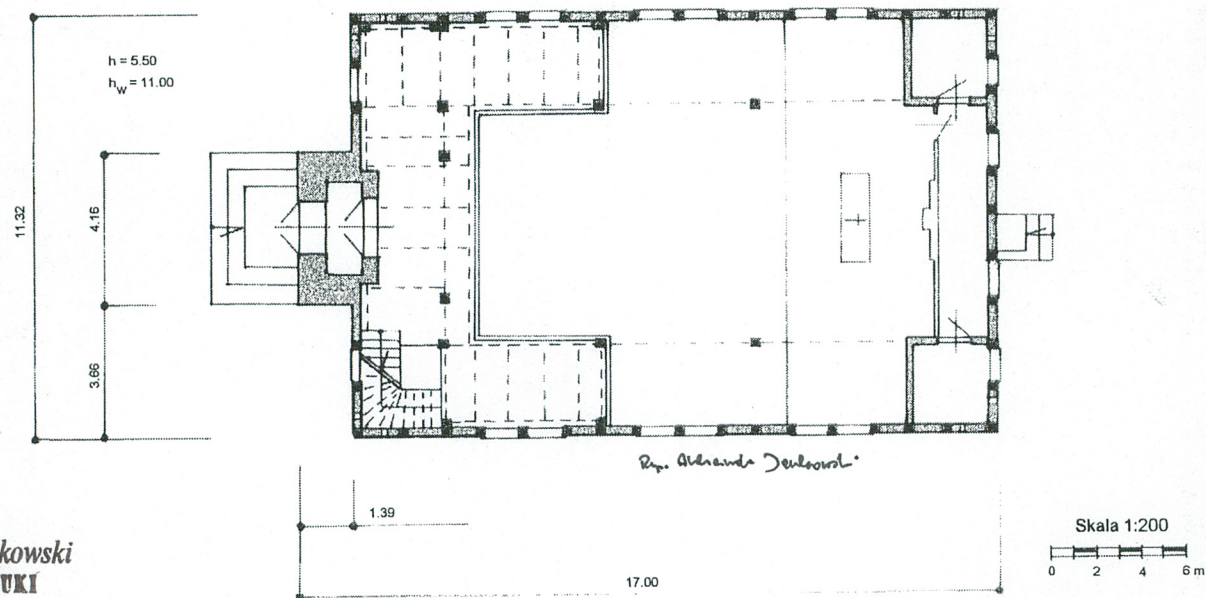 h = 5.50
h_w = 11.00
11.32
4.16
3.66
1.39
17.00
Skala 1:200
0 2 4 6 m
kowski
UKI